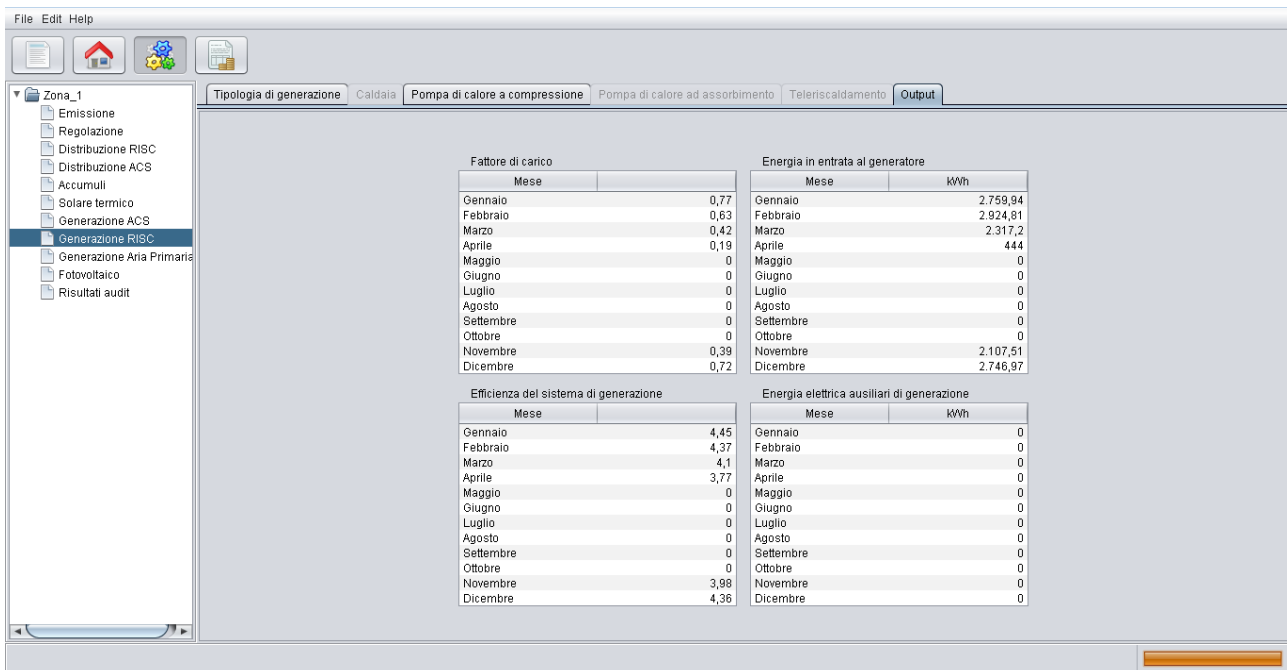 File Edit Help
Zona_1
Emissione
Regolazione
Distribuzione RISC
Distribuzione ACS
Accumuli
Solare termico
Generazione ACS
Generazione RISC
Generazione Aria Primaria
Fotovoltaico
Risultati audit
Tipologia di generazione Caldaia Pompa di calore a compressione Pompa di calore ad assorbimento Teleriscaldamento Output
Fattore di carico
Mese
Gennaio 0,77
Febbraio 0,63
Marzo 0,42
Aprile 0,19
Maggio 0
Giugno 0
Luglio 0
Agosto 0
Settembre 0
Ottobre 0
Novembre 0,39
Dicembre 0,72
Energia in entrata al generatore
Mese kWh
Gennaio 2.759,94
Febbraio 2.924,81
Marzo 2.317,2
Aprile 444
Maggio 0
Giugno 0
Luglio 0
Agosto 0
Settembre 0
Ottobre 0
Novembre 2.107,51
Dicembre 2.746,97
Efficienza del sistema di generazione
Mese
Gennaio 4,45
Febbraio 4,37
Marzo 4,1
Aprile 3,77
Maggio 0
Giugno 0
Luglio 0
Agosto 0
Settembre 0
Ottobre 0
Novembre 3,98
Dicembre 4,36
Energia elettrica ausiliari di generazione
Mese kWh
Gennaio 0
Febbraio 0
Marzo 0
Aprile 0
Maggio 0
Giugno 0
Luglio 0
Agosto 0
Settembre 0
Ottobre 0
Novembre 0
Dicembre 0